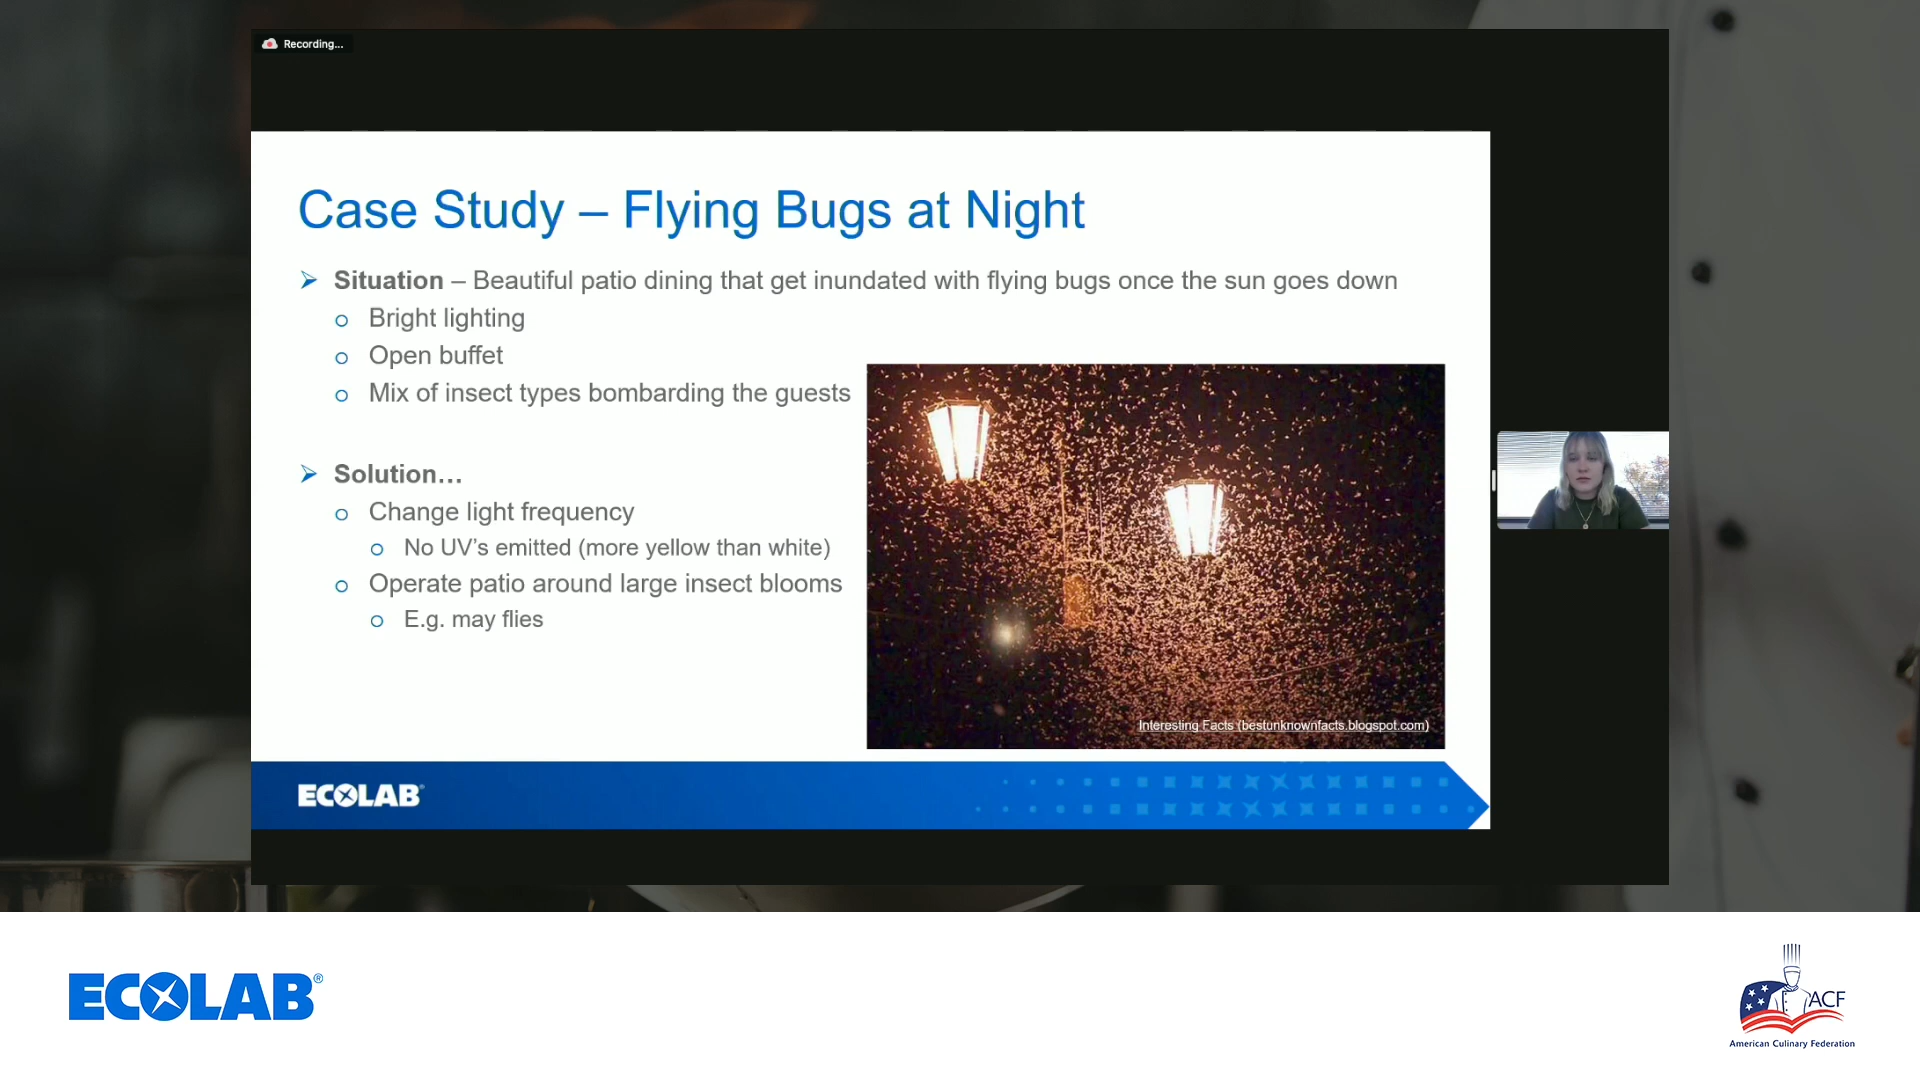 Recording...
Case Study – Flying Bugs at Night
Situation – Beautiful patio dining that get inundated with flying bugs once the sun goes down
Bright lighting
Open buffet
Mix of insect types bombarding the guests
Solution…
Change light frequency
No UV's emitted (more yellow than white)
Operate patio around large insect blooms
E.g. may flies
Interesting Facts (bestunknownfacts.blogspot.com)
ECOLAB®
ECOLAB®
ACF
American Culinary Federation